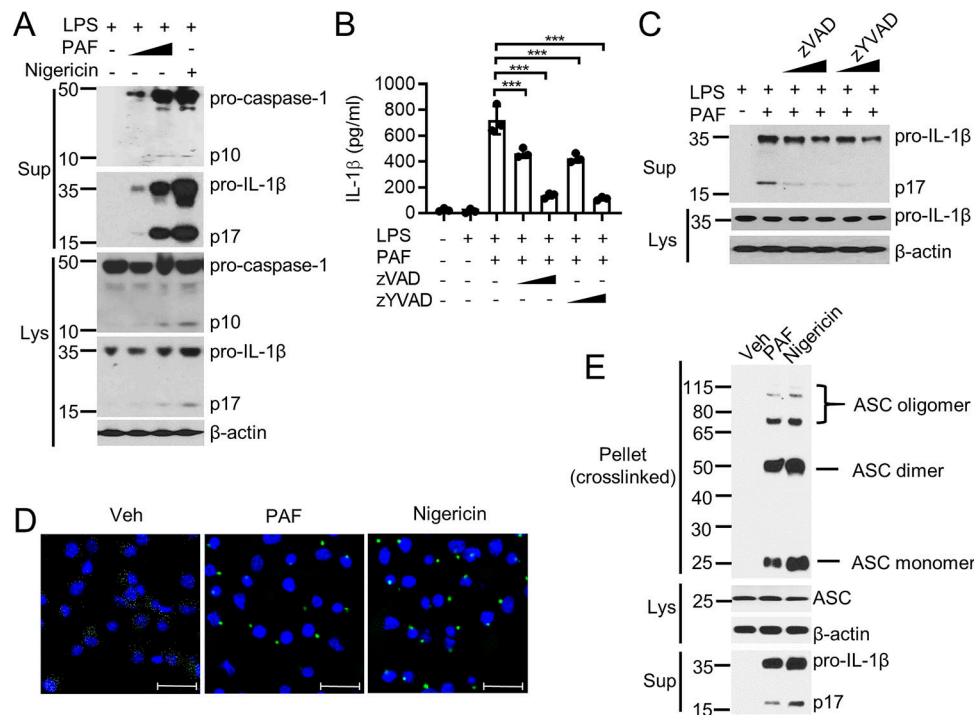 A
LPS + + + +
PAF - -
Nigericin - - - +
Sup
50 pro-caspase-1
10 p10
35 pro-IL-1β
15 p17
Lys
50 pro-caspase-1
10 p10
35 pro-IL-1β
15 p17
β-actin
B
***
***
***
***
IL-1β (pg/ml)
1000
800
600
400
200
0
LPS - + + + + + +
PAF - - + + + + +
zVAD - - - - -
zYVAD - - - - -
C
zVAD zYVAD
LPS + + + + + +
PAF - + + + + +
Sup
35 pro-IL-1β
15 p17
Lys
35 pro-IL-1β
β-actin
D
Veh PAF Nigericin
E
Veh PAF Nigericin
Pellet
(crosslinked)
115
80
65
50
40
30
25
ASC oligomer
ASC dimer
ASC monomer
Lys
25 ASC
β-actin
Sup
35 pro-IL-1β
15 p17